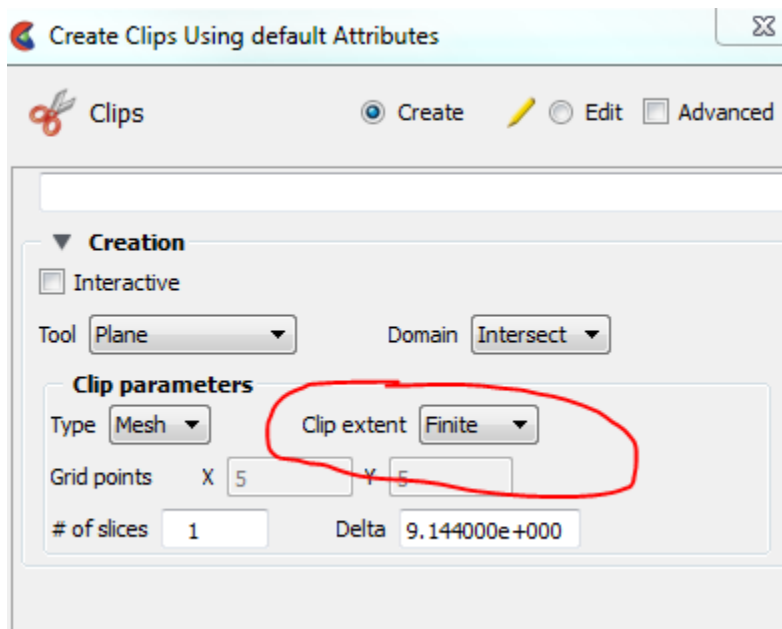 Create Clips Using default Attributes
Clips Create Edit Advanced
Creation
Interactive
Tool Plane Domain Intersect
Clip parameters
Type Mesh Clip extent Finite
Grid points X 5 Y 5
# of slices 1 Delta 9.144000e+000